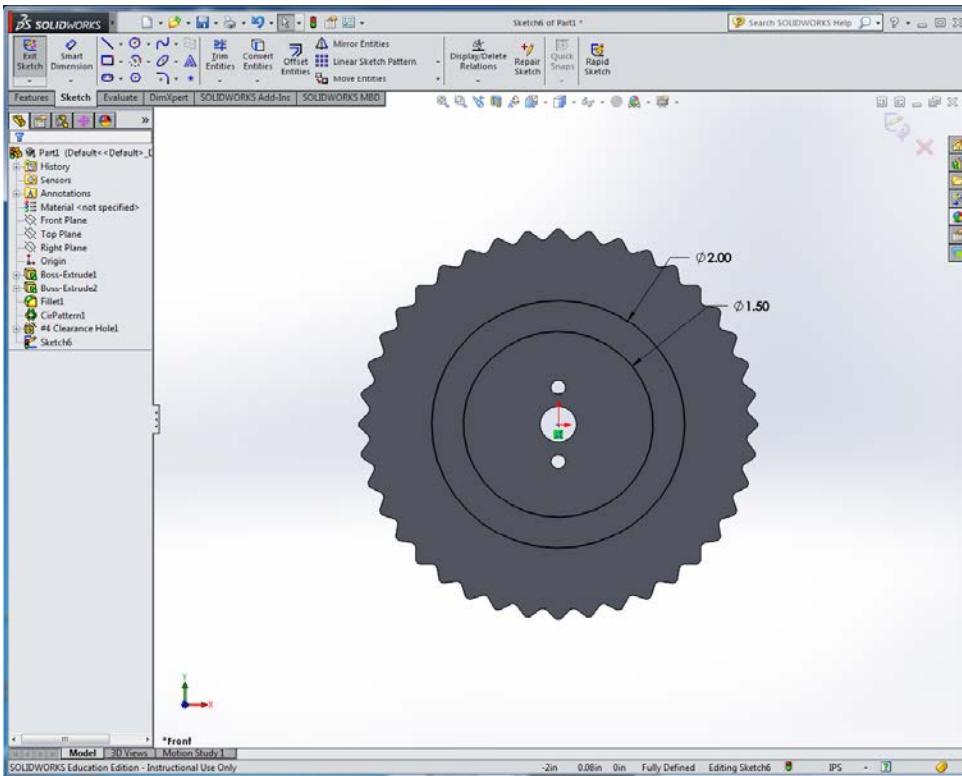 SOLIDWORKS
Sketch6 of Part1 *
Search SOLIDWORKS Help
Exit Sketch
Smart Dimension
Trim Entities
Convert Entities
Offset Entities
Mirror Entities
Linear Sketch Pattern
Move Entities
Display/Delete Relations
Repair Sketch
Quick Snaps
Rapid Sketch
Features
Sketch
Evaluate
DimXpert
SOLIDWORKS Add-Ins
SOLIDWORKS MBD
Part1 (Default<<Default>_D
History
Sensors
Annotations
Material <not specified>
Front Plane
Top Plane
Right Plane
Origin
Boss-Extrude1
Boss-Extrude2
Fillet1
CirPattern1
#4 Clearance Hole1
Sketch6
∅2.00
∅1.50
Y
X
*Front
Model
3D Views
Motion Study 1
SOLIDWORKS Education Edition - Instructional Use Only
-2in
0.08in
0in
Fully Defined
Editing Sketch6
IPS